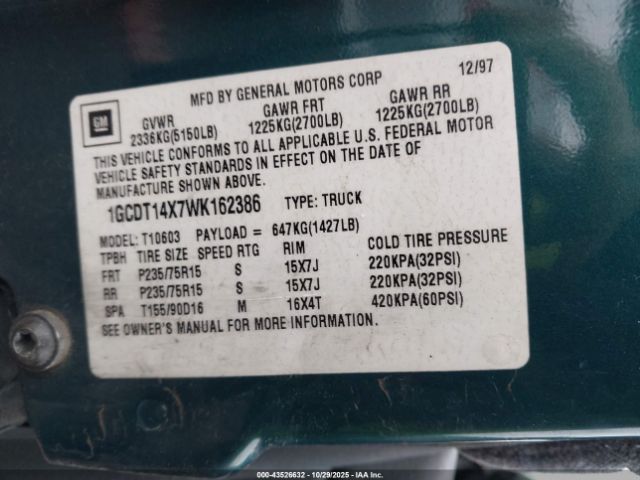 MFD BY GENERAL MOTORS CORP 12/97
GM GVWR GAWR FRT GAWR RR
2336KG(5150LB) 1225KG(2700LB) 1225KG(2700LB)
THIS VEHICLE CONFORMS TO ALL APPLICABLE U.S. FEDERAL MOTOR
VEHICLE SAFETY STANDARDS IN EFFECT ON THE DATE OF
MANUFACTURE SHOWN ABOVE.
1GCDT14X7WK162386 TYPE: TRUCK
MODEL: T10603 PAYLOAD = 647KG(1427LB)
TPBH TIRE SIZE SPEED RTG RIM COLD TIRE PRESSURE
FRT P235/75R15 S 15X7J 220KPA(32PSI)
RR P235/75R15 S 15X7J 220KPA(32PSI)
SPA T155/90D16 M 16X4T 420KPA(60PSI)
SEE OWNER'S MANUAL FOR MORE INFORMATION.
000-43526632 - 10/29/2025 - IAA Inc.